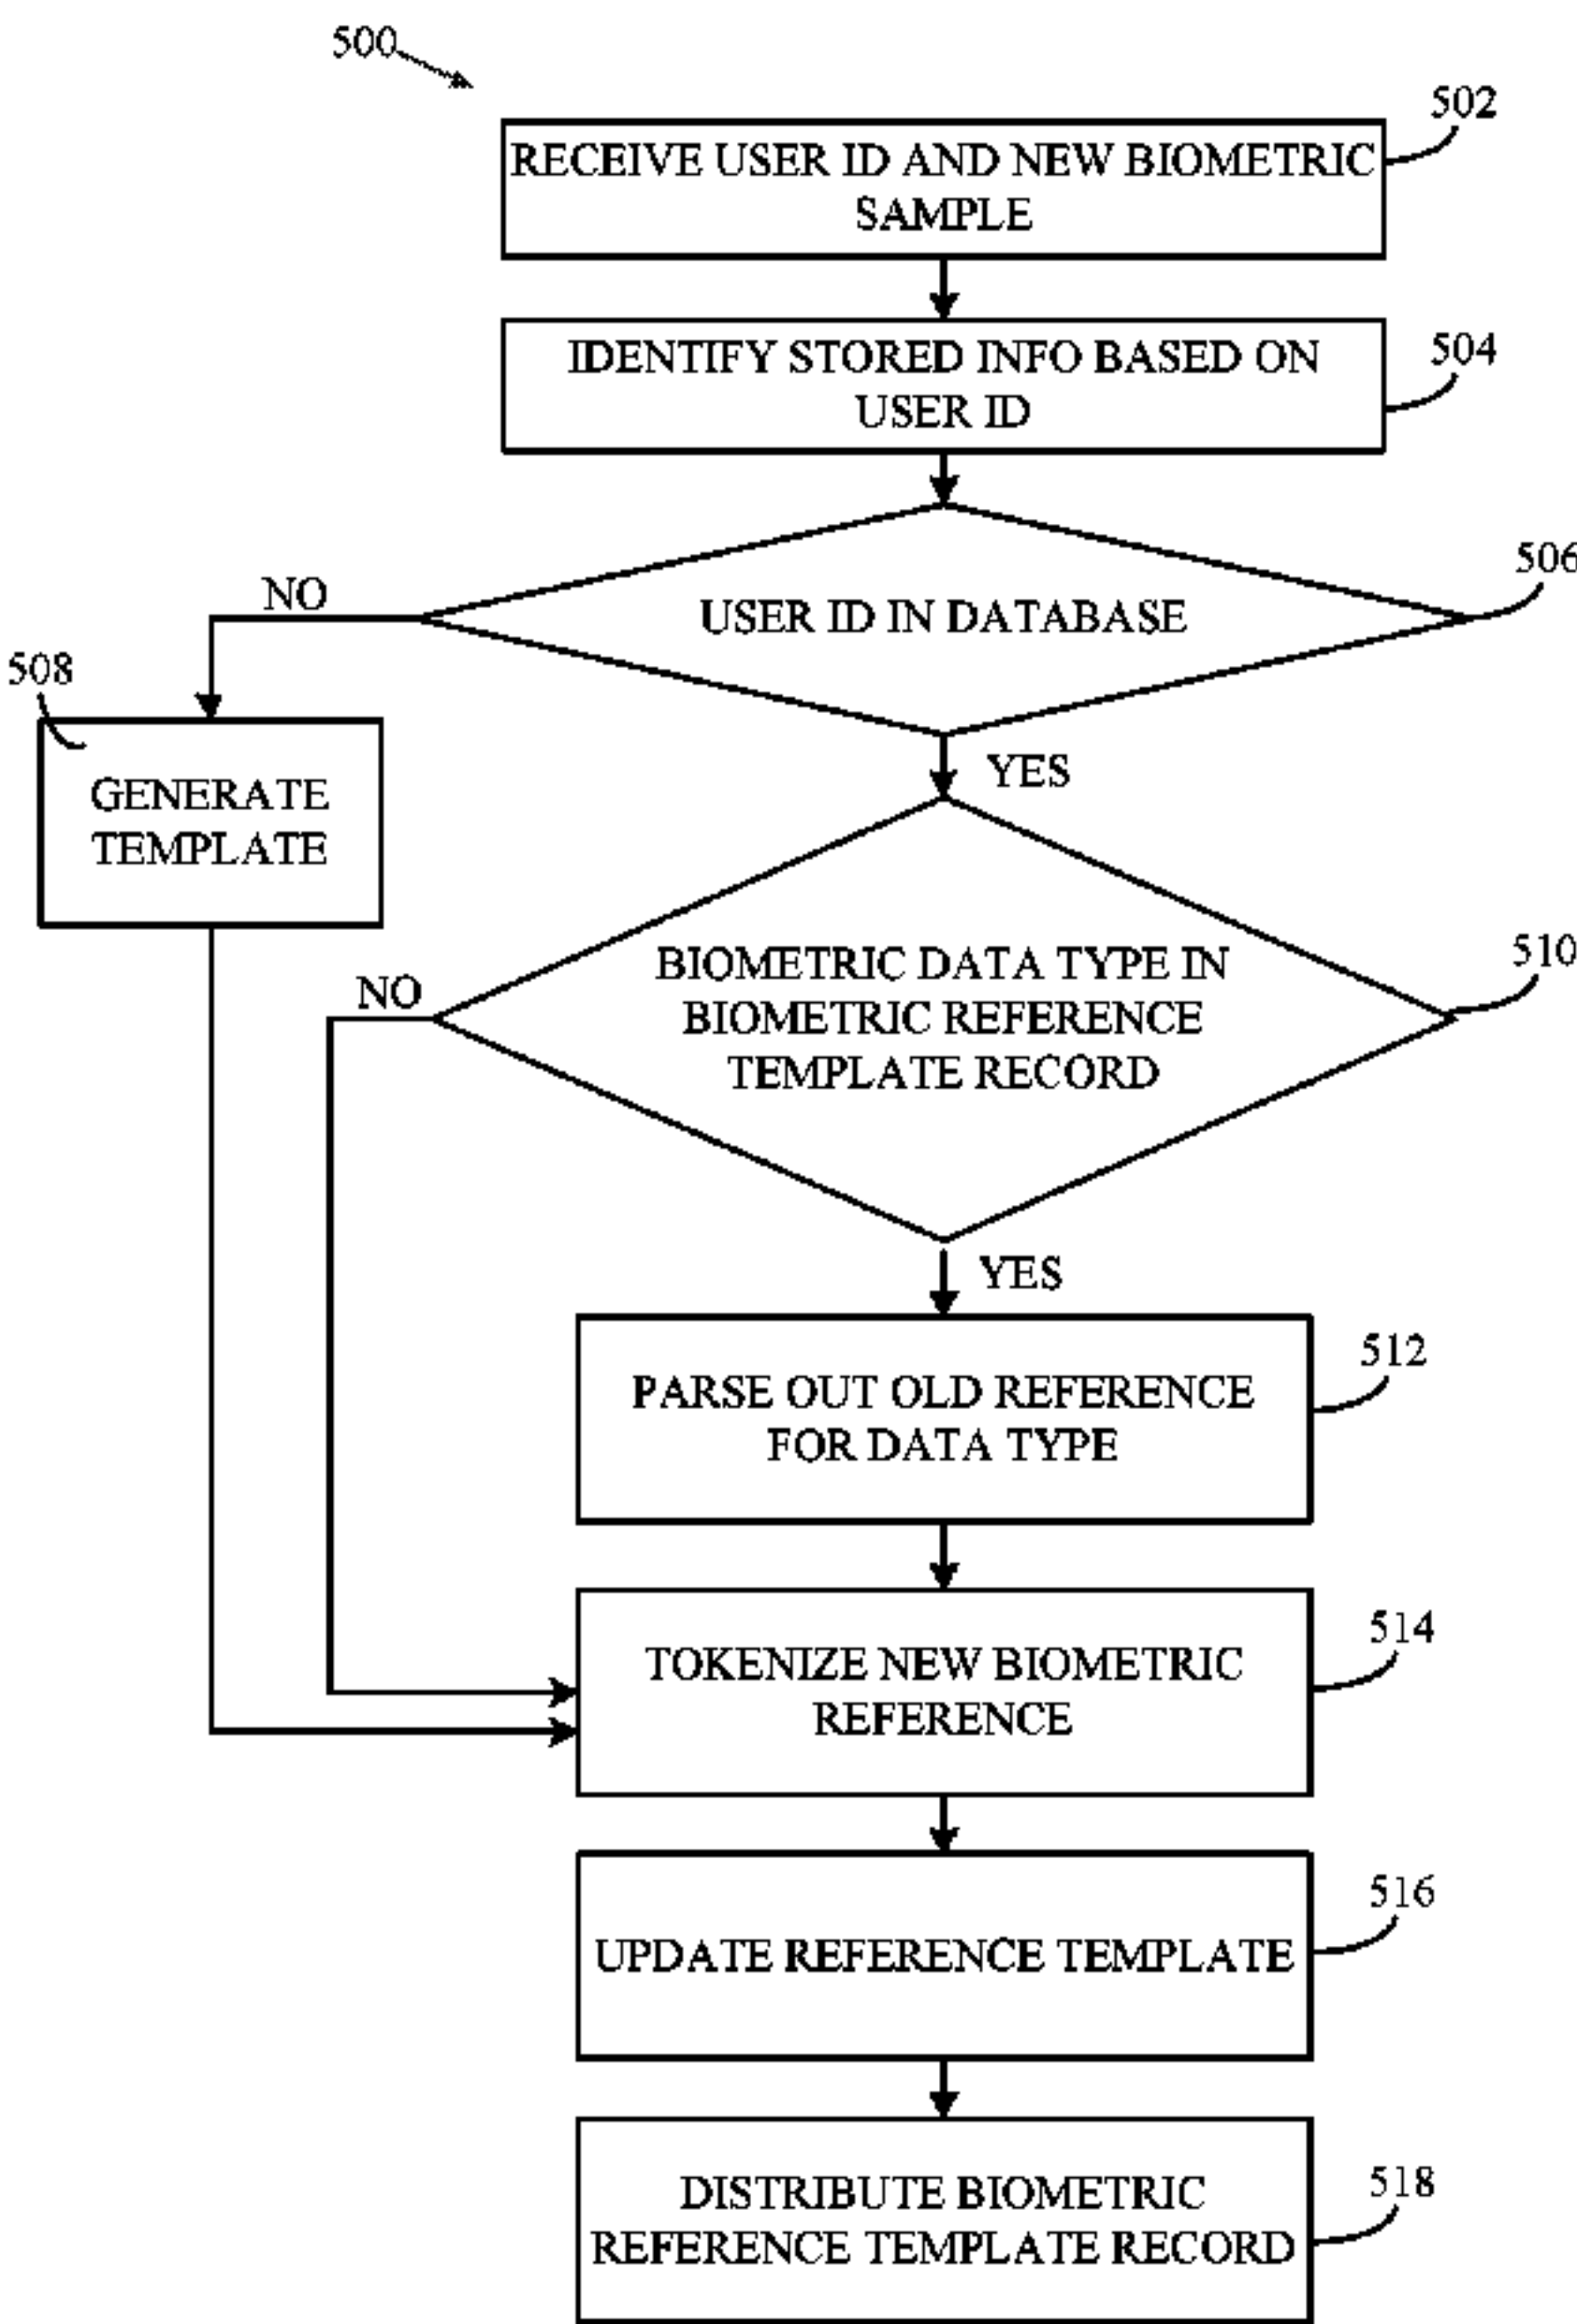 500
502
RECEIVE USER ID AND NEW BIOMETRIC
SAMPLE
504
IDENTIFY STORED INFO BASED ON
USER ID
506
USER ID IN DATABASE
NO
508
YES
GENERATE
TEMPLATE
510
BIOMETRIC DATA TYPE IN
BIOMETRIC REFERENCE
TEMPLATE RECORD
NO
YES
512
PARSE OUT OLD REFERENCE
FOR DATA TYPE
514
TOKENIZE NEW BIOMETRIC
REFERENCE
516
UPDATE REFERENCE TEMPLATE
518
DISTRIBUTE BIOMETRIC
REFERENCE TEMPLATE RECORD